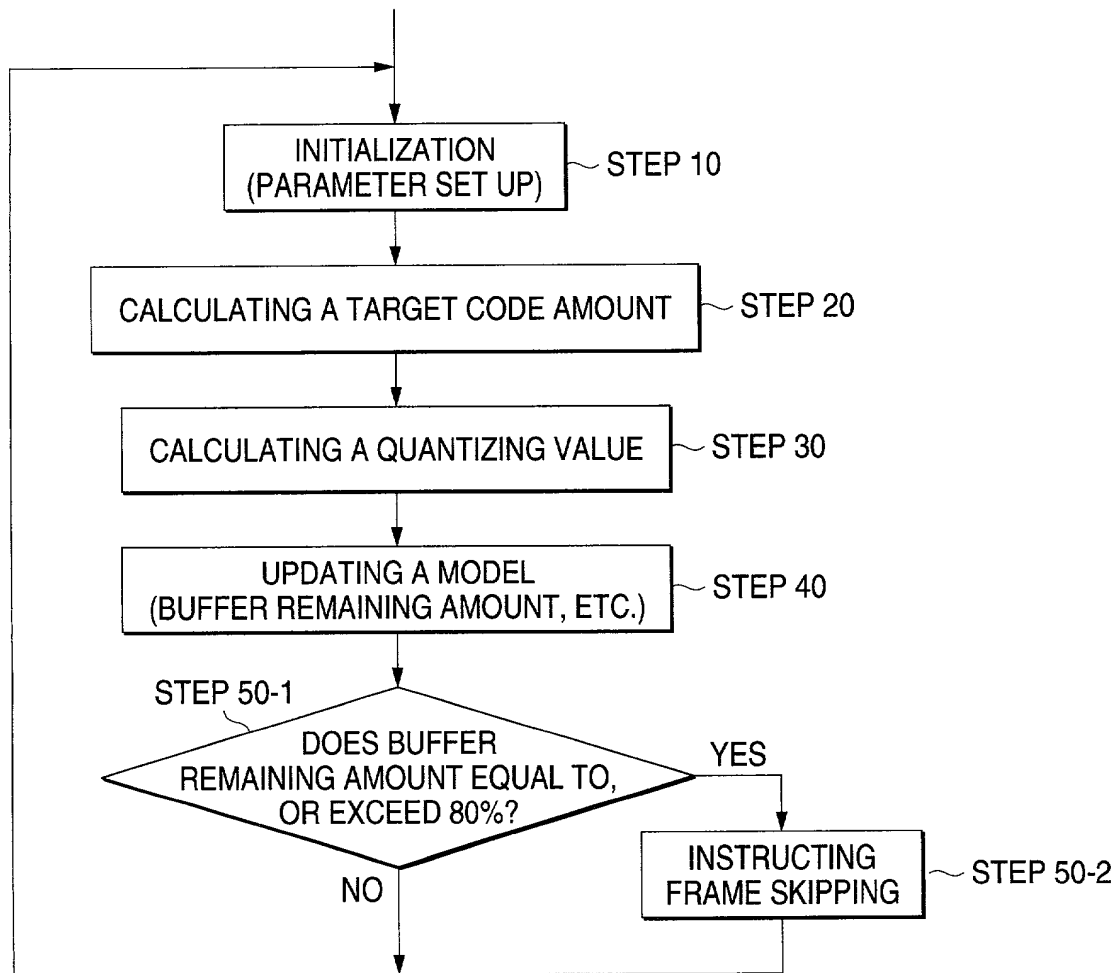 INITIALIZATION
(PARAMETER SET UP)
STEP 10
CALCULATING A TARGET CODE AMOUNT
STEP 20
CALCULATING A QUANTIZING VALUE
STEP 30
UPDATING A MODEL
(BUFFER REMAINING AMOUNT, ETC.)
STEP 40
STEP 50-1
DOES BUFFER
REMAINING AMOUNT EQUAL TO,
OR EXCEED 80%?
YES
NO
INSTRUCTING
FRAME SKIPPING
STEP 50-2